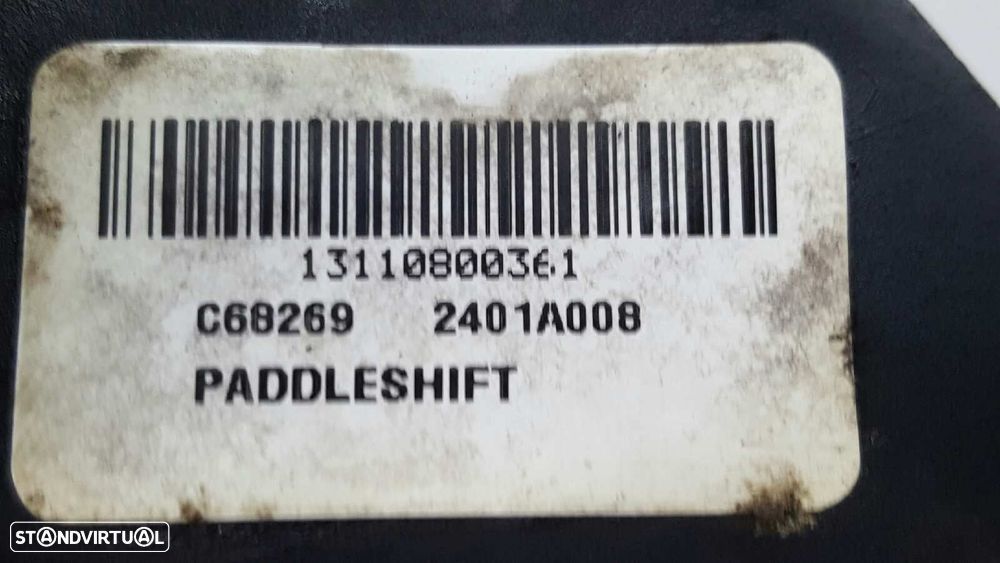 13110800361
C68269 2401A008
PADDLESHIFT
STANDVIRTUAL